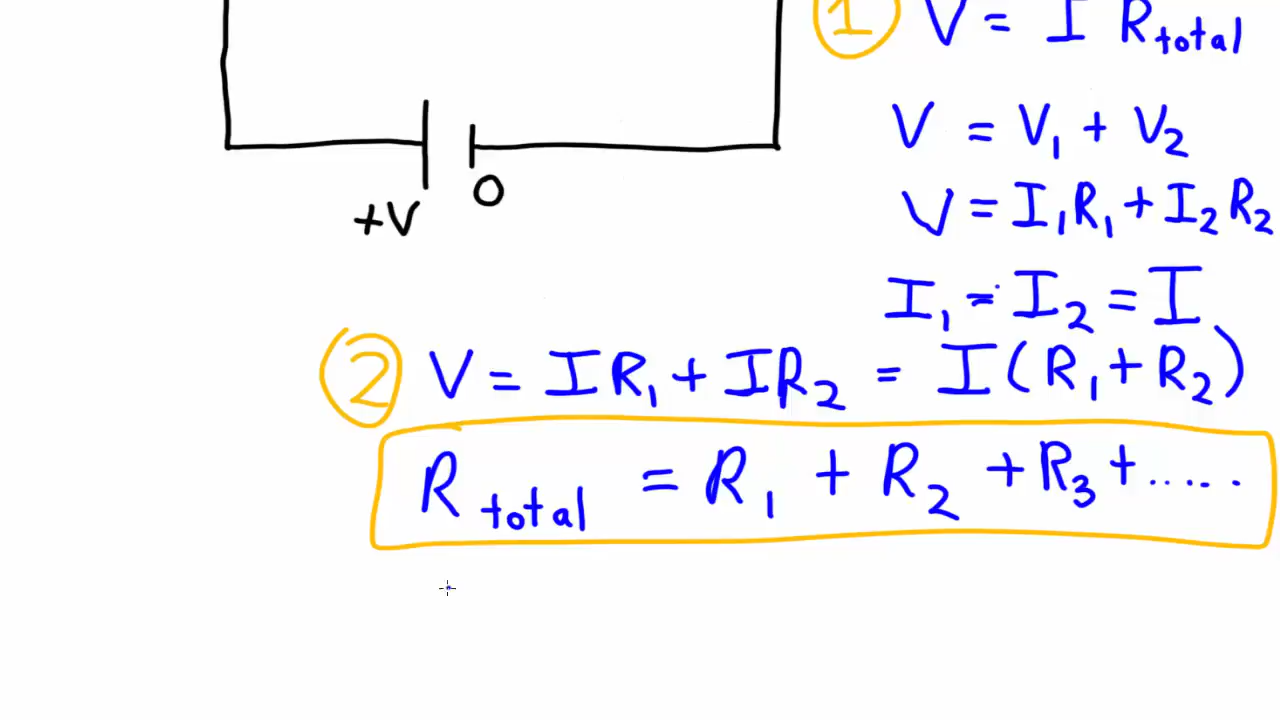 ① V = I R_total
V = V₁ + V₂
V = I₁R₁ + I₂R₂
I₁ = I₂ = I
+V 0
② V = IR₁ + IR₂ = I(R₁ + R₂)
R_total = R₁ + R₂ + R₃ + .....